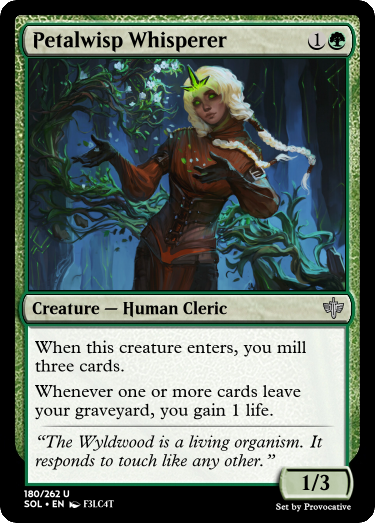 Petalwisp Whisperer 1
Creature — Human Cleric
When this creature enters, you mill
three cards.
Whenever one or more cards leave
your graveyard, you gain 1 life.
“The Wyldwood is a living organism. It
responds to touch like any other.”
1/3
180/262 U
SOL • EN F3LC4T
Set by Provocative